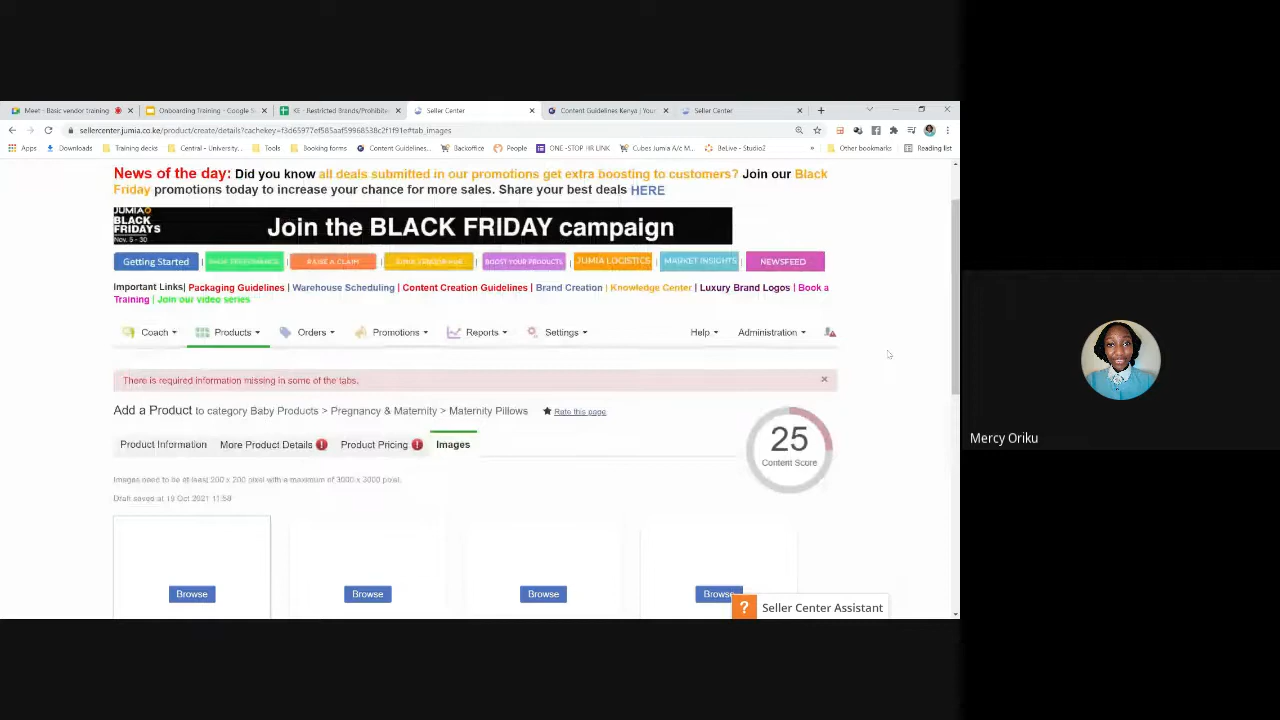 Meet - Basic vendor training
Onboarding Training - Google S
KE - Restricted Brands/Prohibite
Seller Center
Content Guidelines Kenya | Your
Seller Center
sellercenter.jumia.co.ke/product/create/details?cachekey=f3d65977ef585aaf59968538c2f1f91e#tab_images
Apps
Downloads
Training decks
Central - University...
Tools
Booking forms
Content Guidelines...
Backoffice
People
ONE -STOP HR LINK
Cubes Jumia A/c M...
BeLive - Studio2
»
Other bookmarks
Reading list
News of the day: Did you know all deals submitted in our promotions get extra boosting to customers? Join our Black
Friday promotions today to increase your chance for more sales. Share your best deals HERE
JUMIA
BLACK
FRIDAYS
Nov. 5 - 30
Join the BLACK FRIDAY campaign
Getting Started | SHOP PERFORMANCE | RAISE A CLAIM | | BOOST YOUR PRODUCTS | JUMIA LOGISTICS | MARKET INSIGHTS | NEWSFEED
Important Links| Packaging Guidelines | Warehouse Scheduling | Content Creation Guidelines | Brand Creation | Knowledge Center | Luxury Brand Logos | Book a
Training | Join our video series
Coach
Products
Orders
Promotions
Reports
Settings
Help
Administration
There is required information missing in some of the tabs.
×
Add a Product to category Baby Products > Pregnancy & Maternity > Maternity Pillows ★ Rate this page
25
Content Score
Product Information
More Product Details !
Product Pricing !
Images
Images need to be at least 200 x 200 pixel with a maximum of 3000 x 3000 pixel.
Draft saved at 19 Oct 2021 11:58
Browse
Browse
Browse
Browse
? Seller Center Assistant
Mercy Oriku